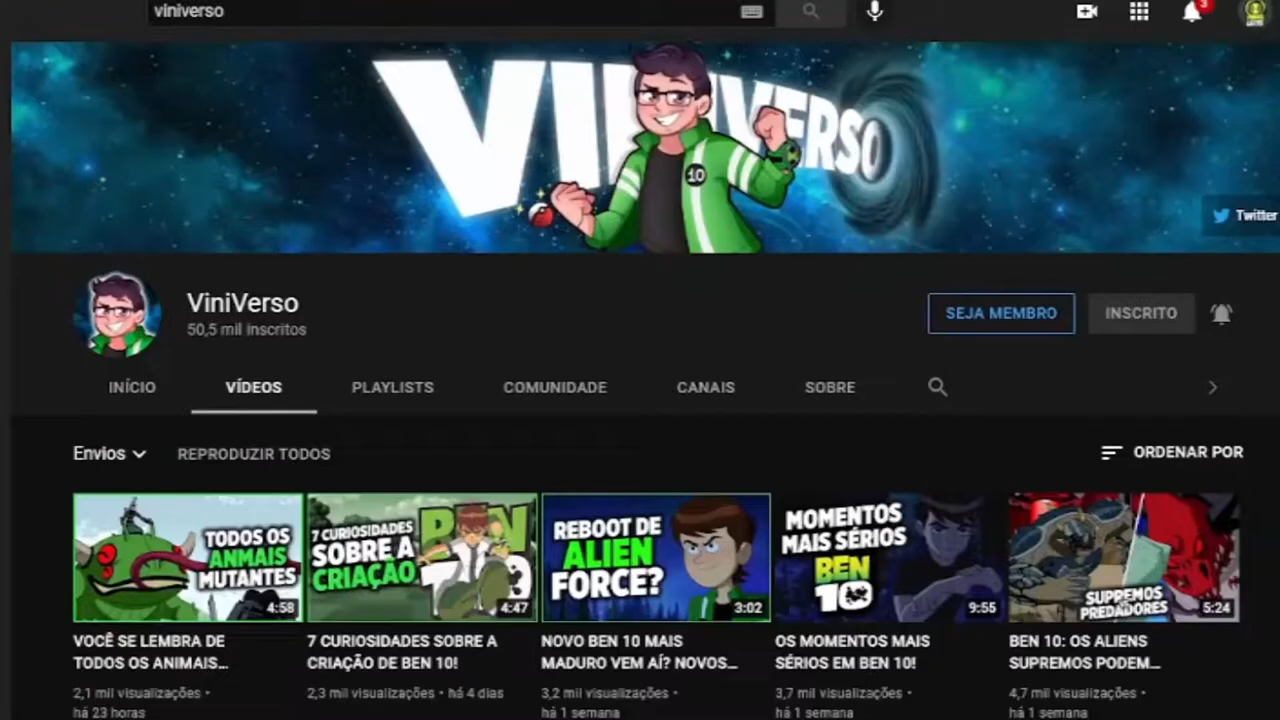 viniverso
3
VINIVERSO
10
Twitter
ViniVerso
50,5 mil inscritos
SEJA MEMBRO
INSCRITO
INÍCIO
VÍDEOS
PLAYLISTS
COMUNIDADE
CANAIS
SOBRE
Envios
REPRODUZIR TODOS
ORDENAR POR
TODOS OS
ANMAIS
MUTANTES
4:58
7 CURIOSIDADES
SOBRE A
CRIAÇÃO
BEN
10
4:47
REBOOT DE
ALIEN
FORCE?
3:02
MOMENTOS
MAIS SÉRIOS
BEN
10
9:55
SUPREMOS
PREDADORES
5:24
VOCÊ SE LEMBRA DE
TODOS OS ANIMAIS...
2,1 mil visualizações •
há 23 horas
7 CURIOSIDADES SOBRE A
CRIAÇÃO DE BEN 10!
2,3 mil visualizações • há 4 dias
NOVO BEN 10 MAIS
MADURO VEM AÍ? NOVOS...
3,2 mil visualizações •
há 1 semana
OS MOMENTOS MAIS
SÉRIOS EM BEN 10!
3,7 mil visualizações •
há 1 semana
BEN 10: OS ALIENS
SUPREMOS PODEM...
4,7 mil visualizações •
há 1 semana